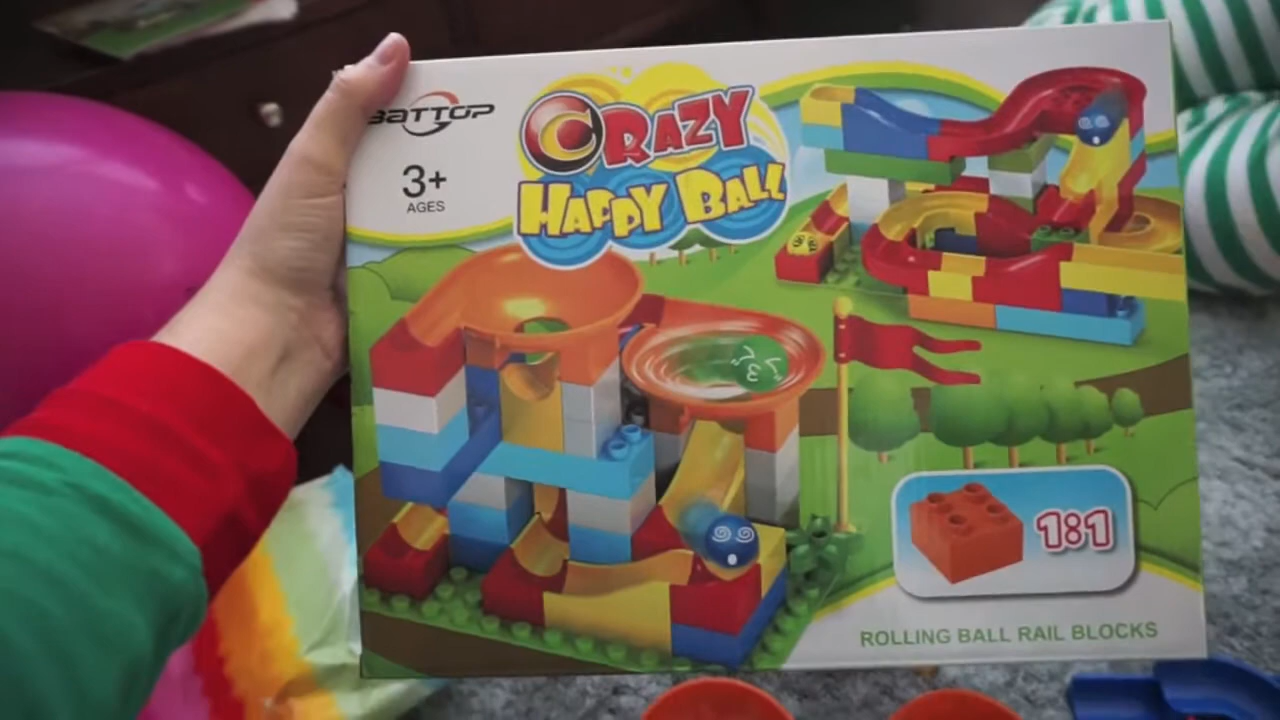 BATTOP
3+
AGES
CRAZY
HAPPY BALL
1:1
ROLLING BALL RAIL BLOCKS